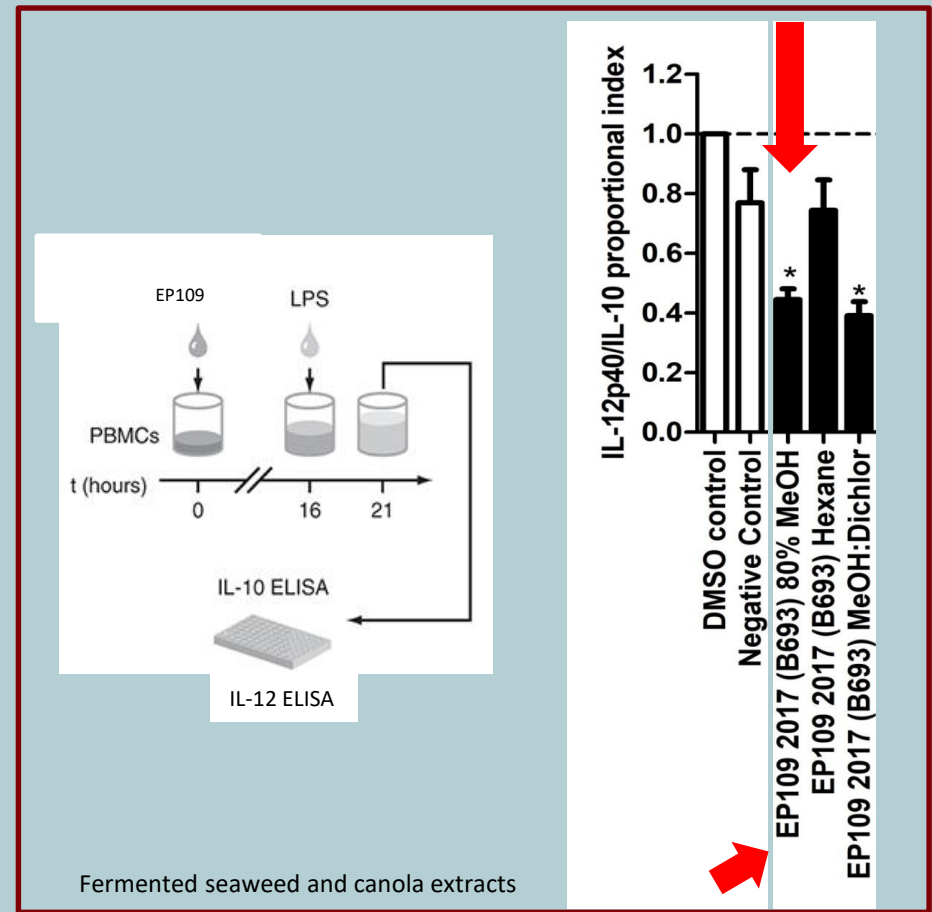 EP109
LPS
PBMCs
t (hours)
0
16
21
IL-10 ELISA
IL-12 ELISA
Fermented seaweed and canola extracts
IL-12p40/IL-10 proportional index
1.2
1.0
0.8
0.6
0.4
0.2
0.0
*
*
DMSO control
Negative Control
EP109 2017 (B693) 80% MeOH
EP109 2017 (B693) Hexane
EP109 2017 (B693) MeOH:Dichlor